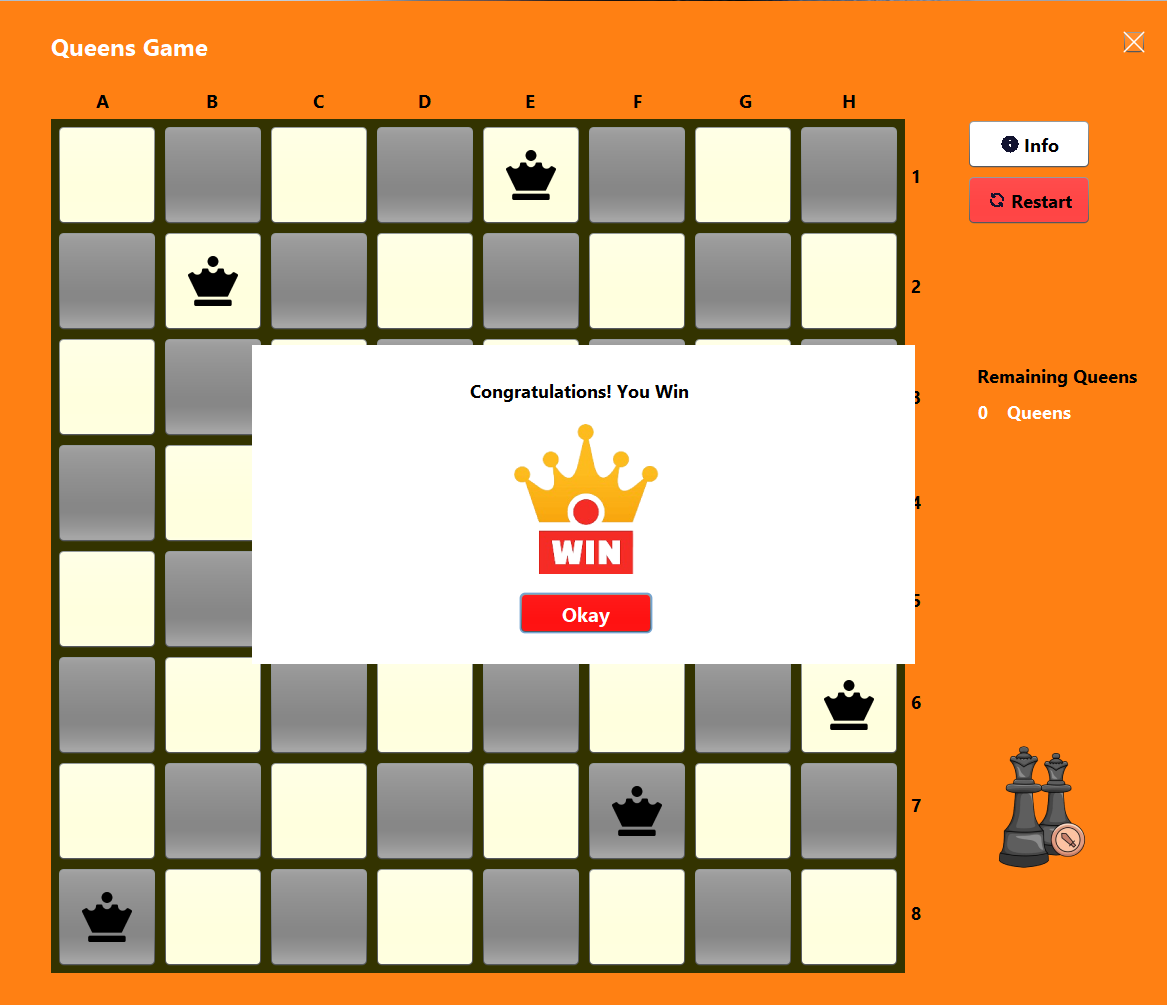 Queens Game
A B C D E F G H
Info
1
Restart
2
Remaining Queens
3
Congratulations! You Win
0 Queens
4
WIN
5
Okay
6
7
8